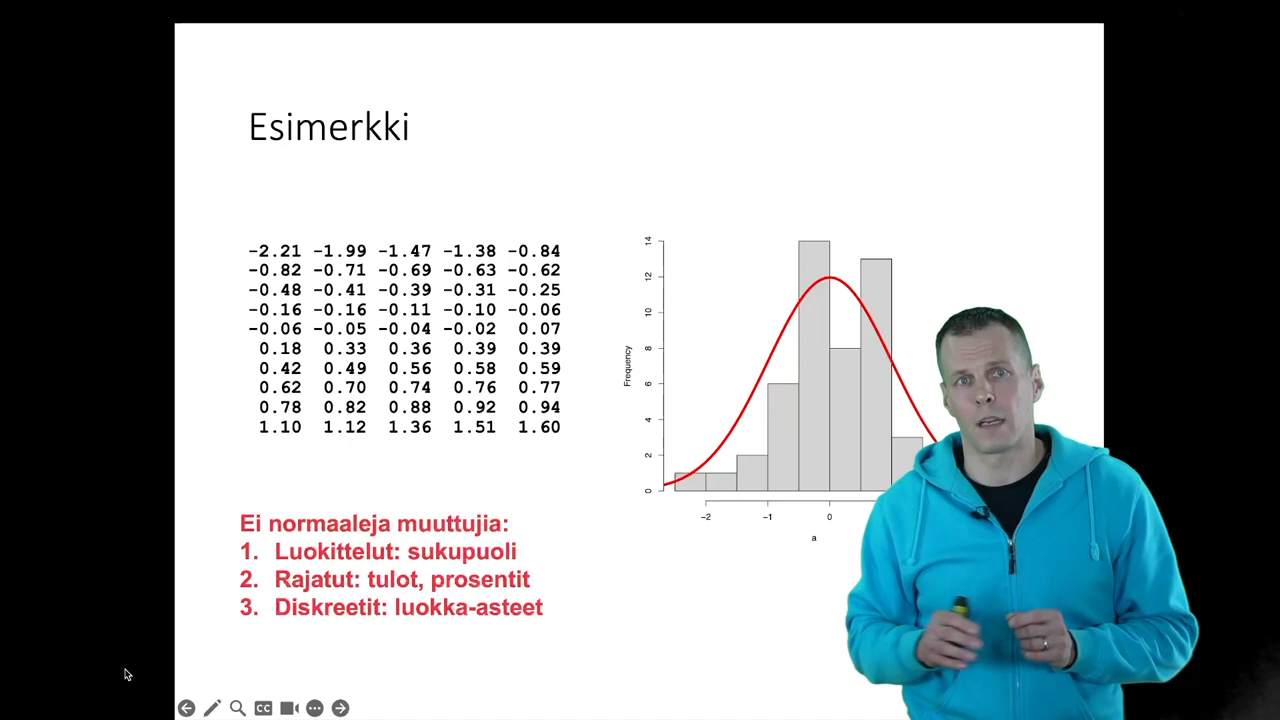 Esimerkki
-2.21 -1.99 -1.47 -1.38 -0.84
-0.82 -0.71 -0.69 -0.63 -0.62
-0.48 -0.41 -0.39 -0.31 -0.25
-0.16 -0.16 -0.11 -0.10 -0.06
-0.06 -0.05 -0.04 -0.02 0.07
0.18 0.33 0.36 0.39 0.39
0.42 0.49 0.56 0.58 0.59
0.62 0.70 0.74 0.76 0.77
0.78 0.82 0.88 0.92 0.94
1.10 1.12 1.36 1.51 1.60
Frequency
14
12
10
8
6
4
2
0
-2 -1 0
a
Ei normaaleja muuttujia:
1. Luokittelut: sukupuoli
2. Rajatut: tulot, prosentit
3. Diskreetit: luokka-asteet
CC